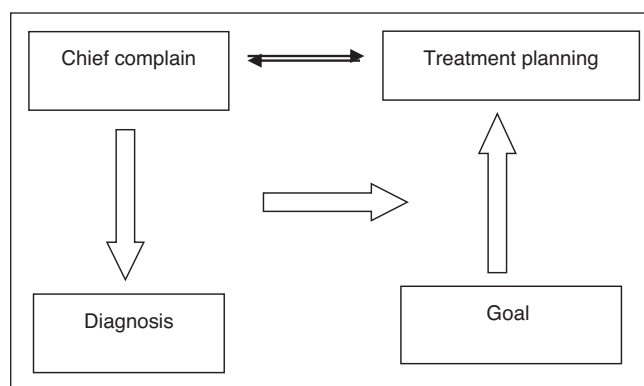 Chief complain
Treatment planning
Diagnosis
Goal